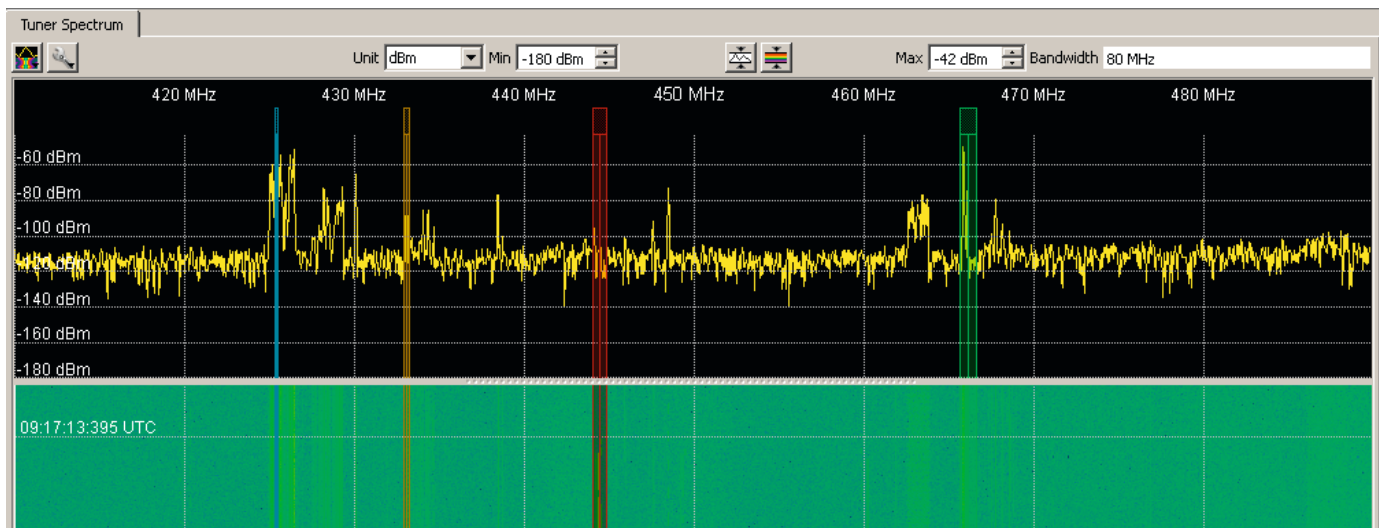 Tuner Spectrum
Unit dBm Min -180 dBm Max -42 dBm Bandwidth 80 MHz
420 MHz 430 MHz 440 MHz 450 MHz 460 MHz 470 MHz 480 MHz
-60 dBm
-80 dBm
-100 dBm
-120 dBm
-140 dBm
-160 dBm
-180 dBm
09:17:13:395 UTC